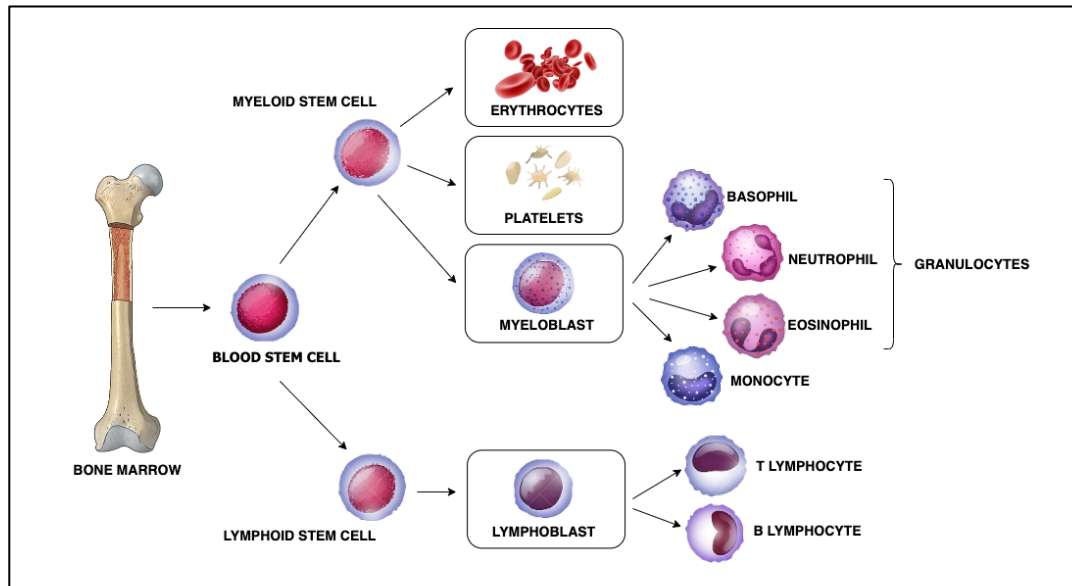 ERYTHROCYTES
MYELOID STEM CELL
PLATELETS
BASOPHIL
NEUTROPHIL
GRANULOCYTES
MYELOBLAST
EOSINOPHIL
BLOOD STEM CELL
MONOCYTE
BONE MARROW
T LYMPHOCYTE
LYMPHOID STEM CELL
LYMPHOBLAST
B LYMPHOCYTE